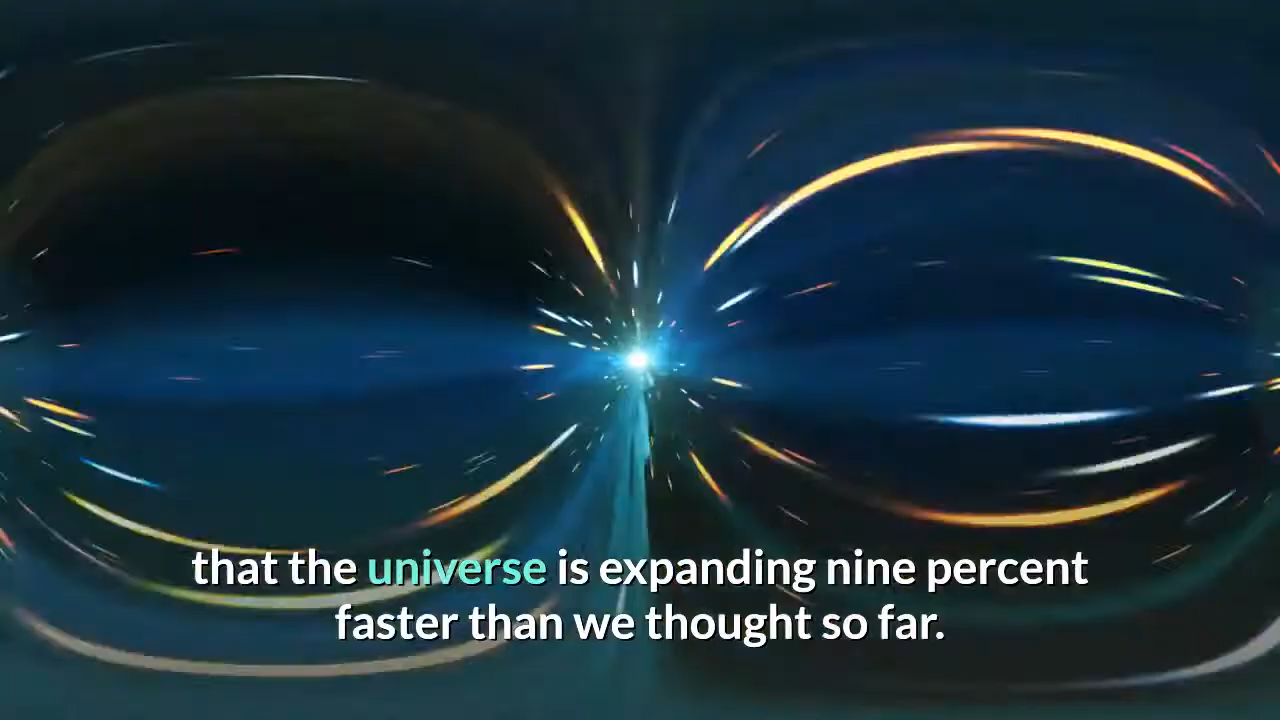 that the universe is expanding nine percent
faster than we thought so far.